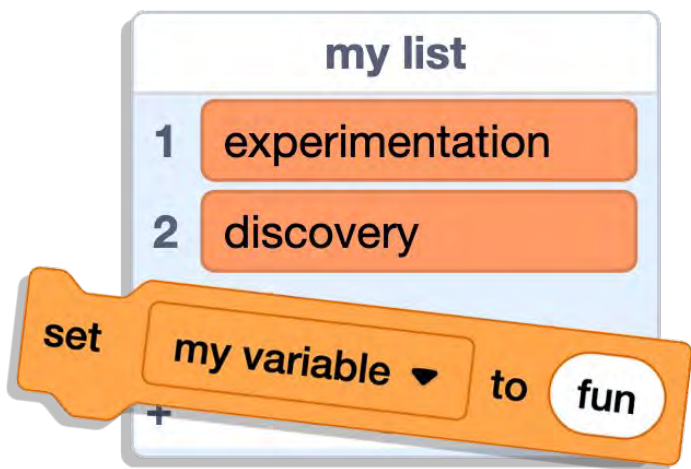 my list
1 experimentation
2 discovery
set my variable to fun
+